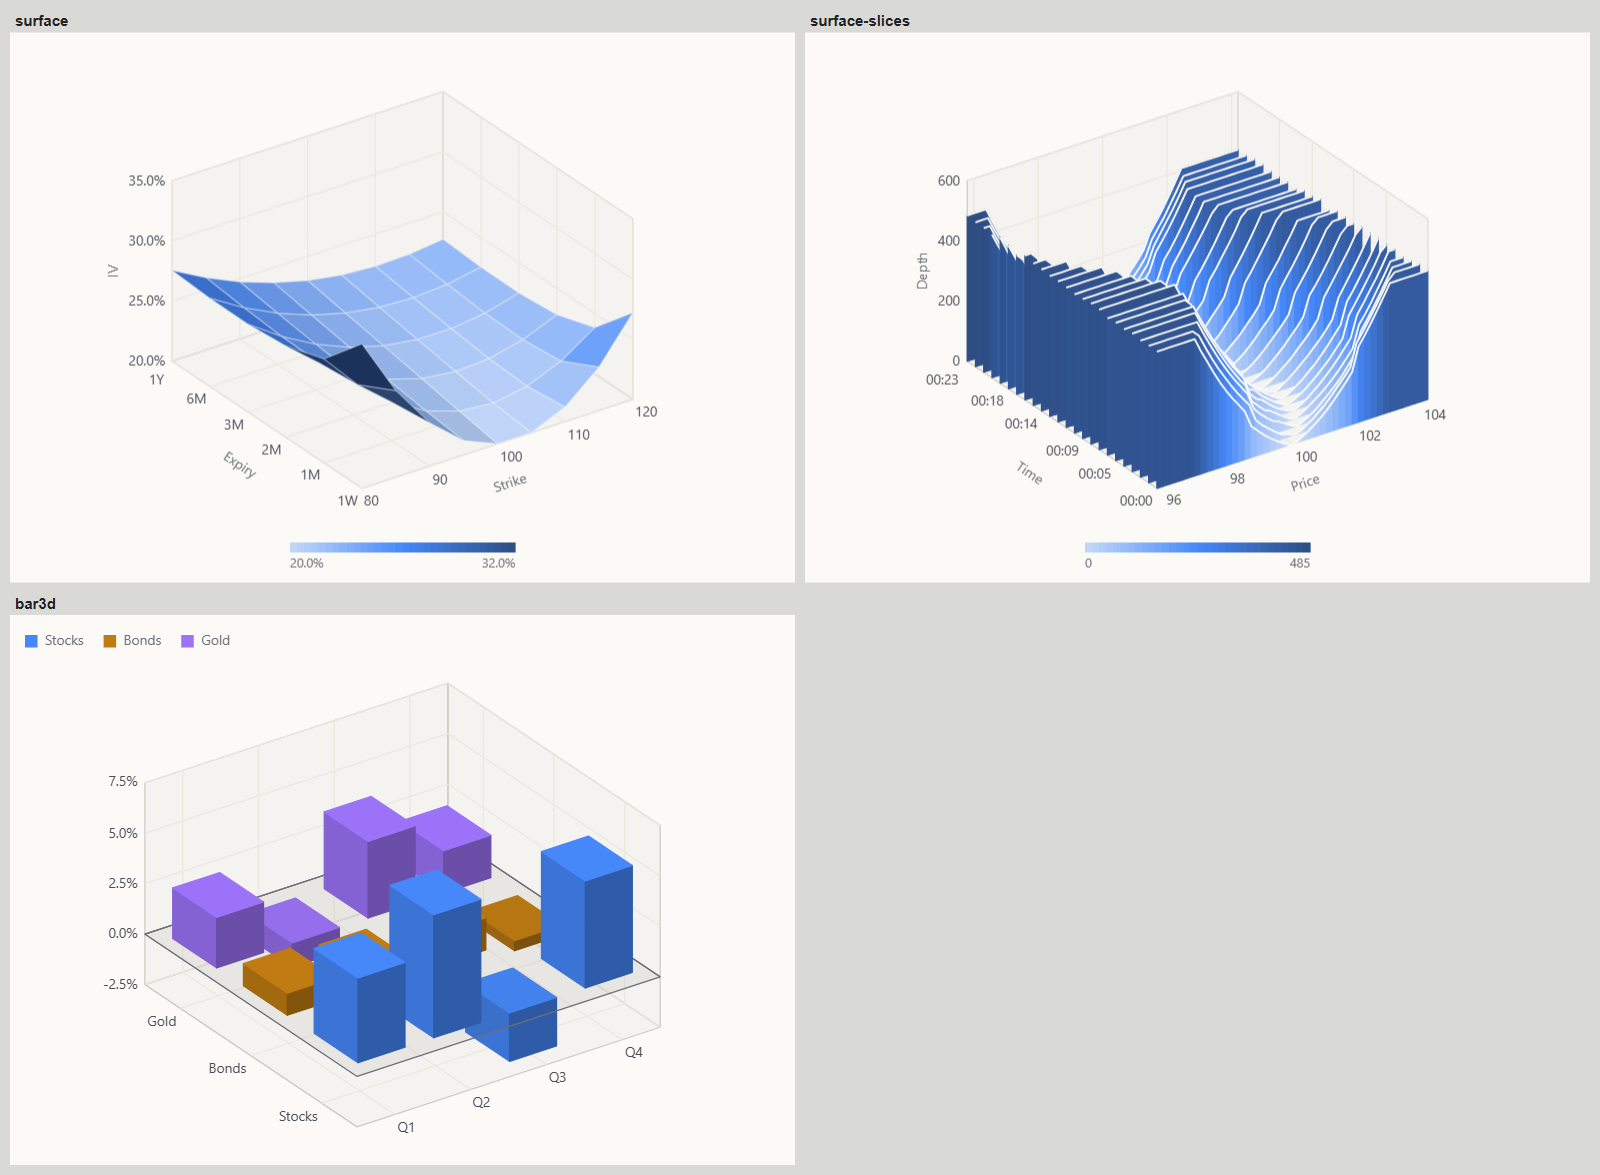 surface
35.0%
30.0%
IV
25.0%
20.0%
1Y
6M
3M
2M
1M
1W
Expiry
80
90
100
110
120
Strike
20.0%
32.0%
surface-slices
600
400
Depth
200
0
00:23
00:18
00:14
00:09
00:05
00:00
Time
96
98
100
102
104
Price
0
485
bar3d
Stocks
Bonds
Gold
7.5%
5.0%
2.5%
0.0%
-2.5%
Gold
Bonds
Stocks
Q1
Q2
Q3
Q4